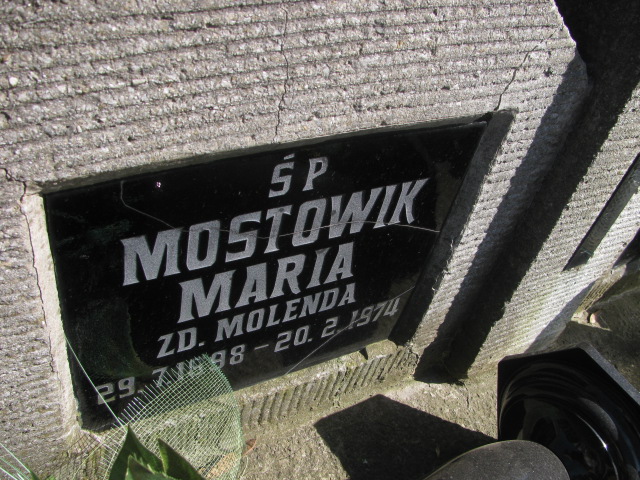 ŚP
MOSTOWIK
MARIA
ZD. MOLENDA
29.7.1898 - 20.2.1974